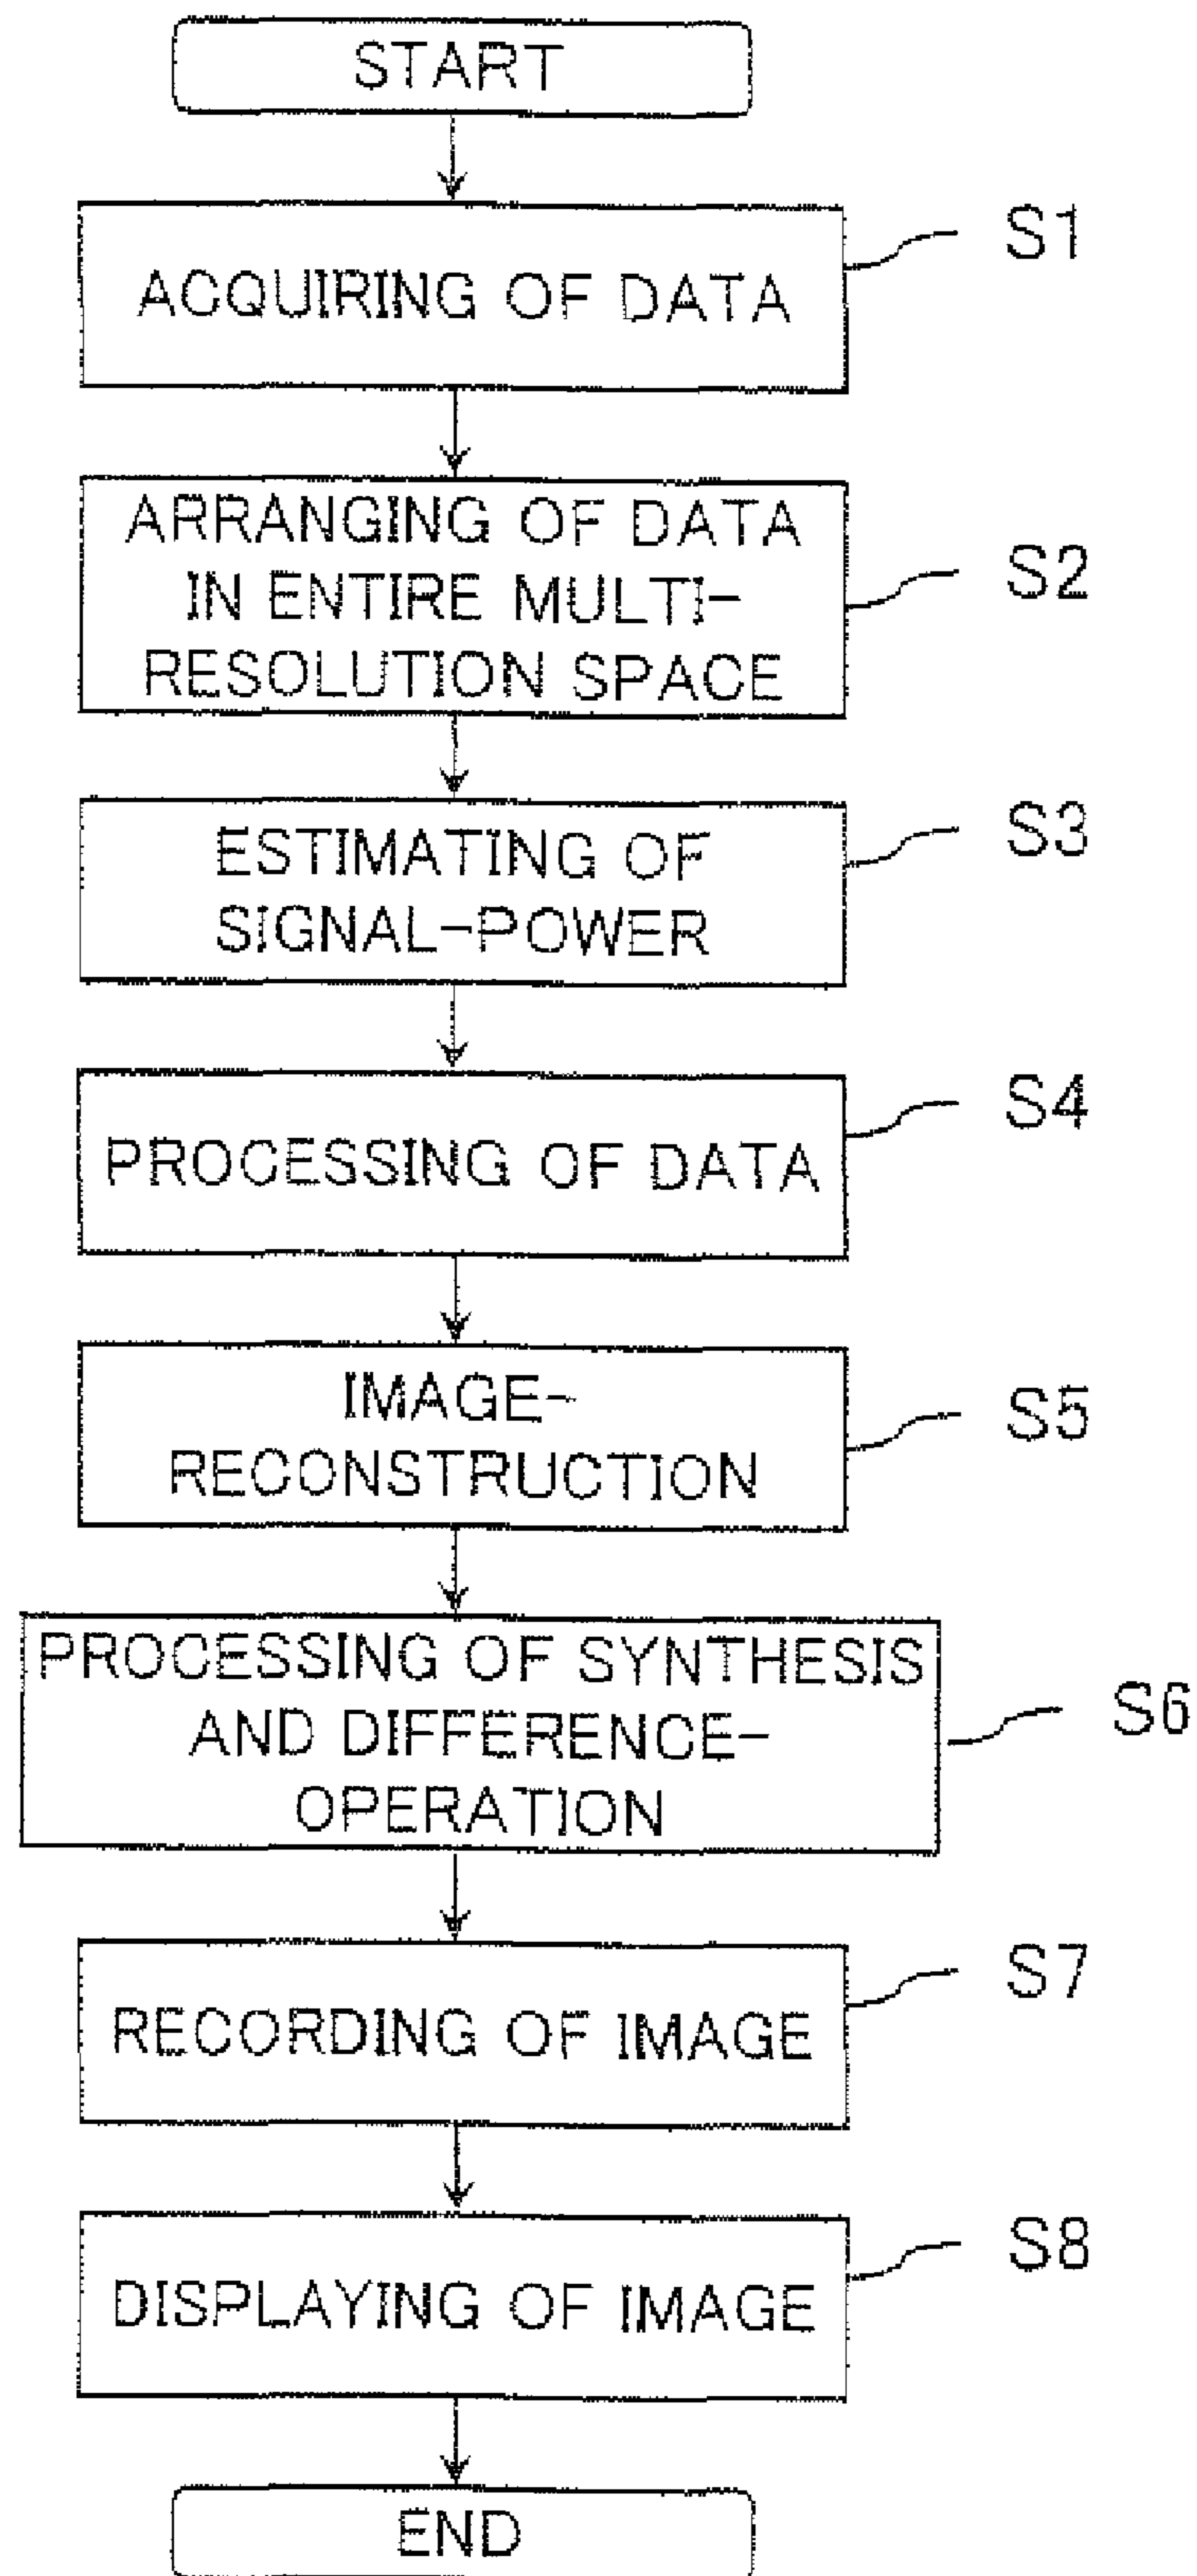 START
ACQUIRING OF DATA
S1
ARRANGING OF DATA
IN ENTIRE MULTI-
RESOLUTION SPACE
S2
ESTIMATING OF
SIGNAL-POWER
S3
PROCESSING OF DATA
S4
IMAGE-
RECONSTRUCTION
S5
PROCESSING OF SYNTHESIS
AND DIFFERENCE-
OPERATION
S6
RECORDING OF IMAGE
S7
DISPLAYING OF IMAGE
S8
END